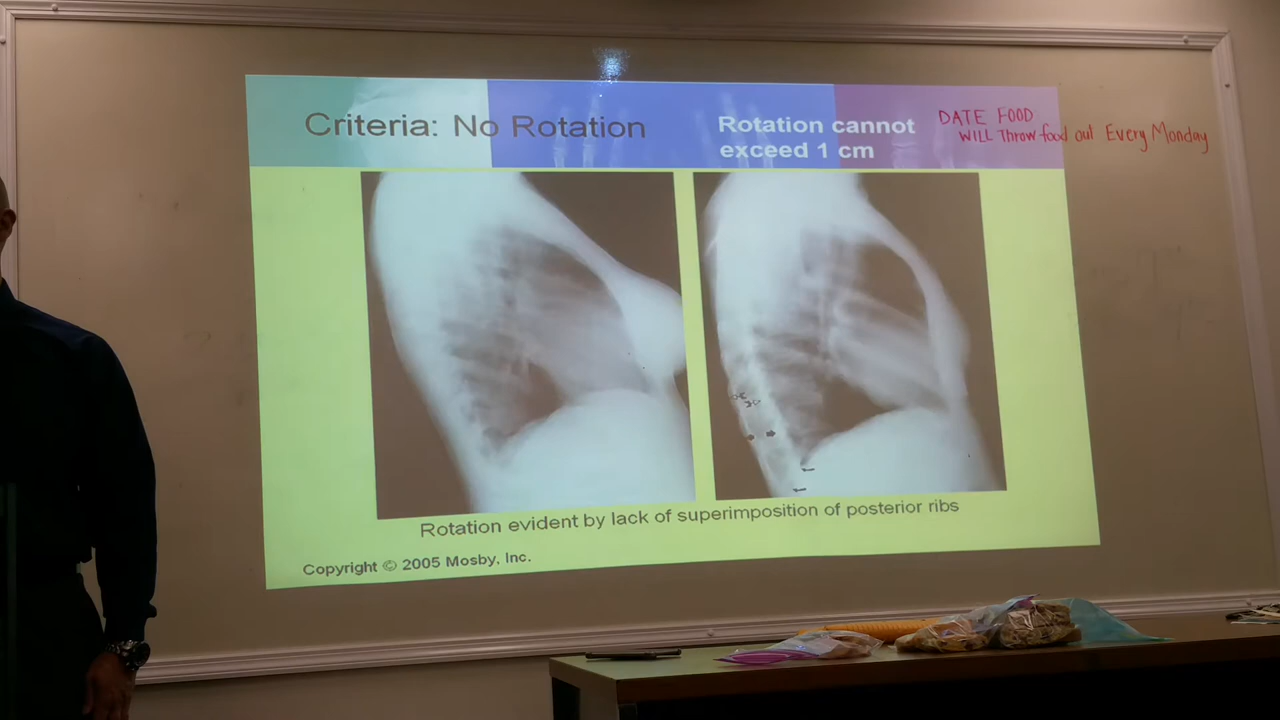 Criteria: No Rotation
Rotation cannot
exceed 1 cm
DATE FOOD
WILL Throw food out Every Monday
Rotation evident by lack of superimposition of posterior ribs
Copyright © 2005 Mosby, Inc.